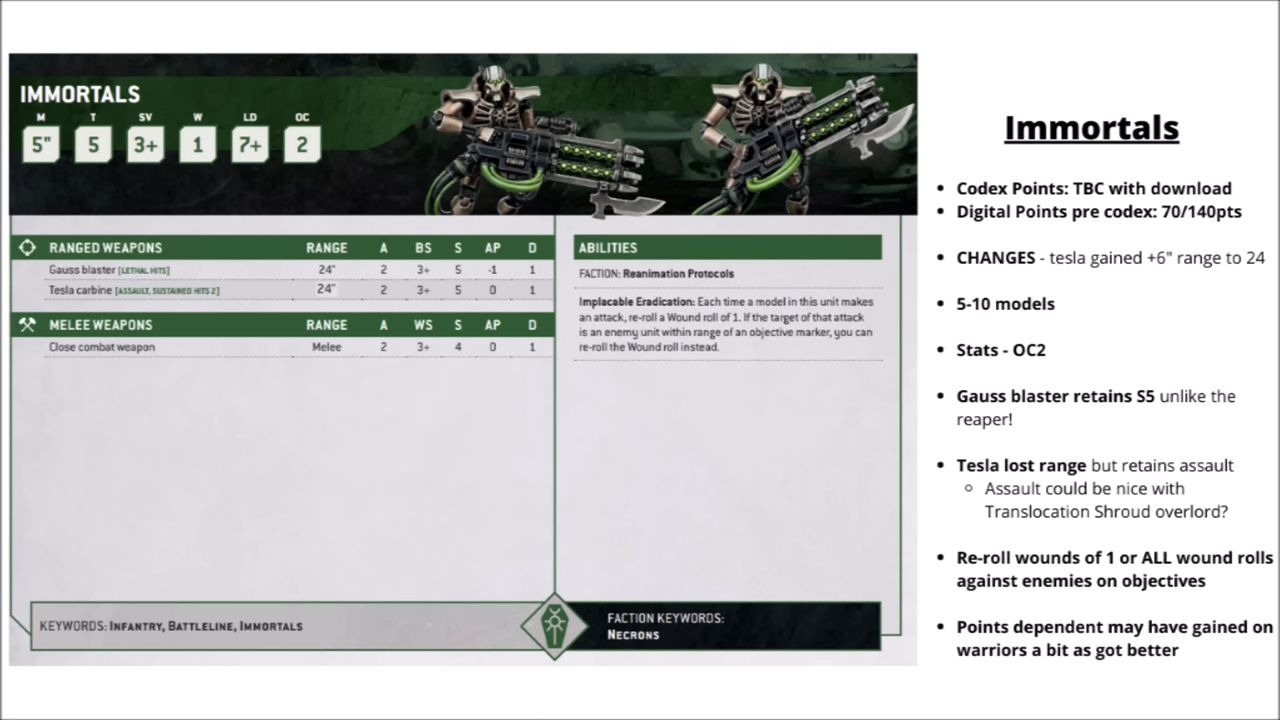 IMMORTALS
M T SV W LD OC
5" 5 3+ 1 7+ 2
RANGED WEAPONS RANGE A BS S AP D
Gauss blaster [LETHAL HITS] 24" 2 3+ 5 -1 1
Tesla carbine [ASSAULT, SUSTAINED HITS 2] 24" 2 3+ 5 0 1
MELEE WEAPONS RANGE A WS S AP D
Close combat weapon Melee 2 3+ 4 0 1
ABILITIES
FACTION: Reanimation Protocols
Implacable Eradication: Each time a model in this unit makes
an attack, re-roll a Wound roll of 1. If the target of that attack
is an enemy unit within range of an objective marker, you can
re-roll the Wound roll instead.
KEYWORDS: INFANTRY, BATTLELINE, IMMORTALS
FACTION KEYWORDS:
NECRONS
Immortals
• Codex Points: TBC with download
• Digital Points pre codex: 70/140pts
• CHANGES - tesla gained +6" range to 24
• 5-10 models
• Stats - OC2
• Gauss blaster retains S5 unlike the
reaper!
• Tesla lost range but retains assault
○ Assault could be nice with
Translocation Shroud overlord?
• Re-roll wounds of 1 or ALL wound rolls
against enemies on objectives
• Points dependent may have gained on
warriors a bit as got better